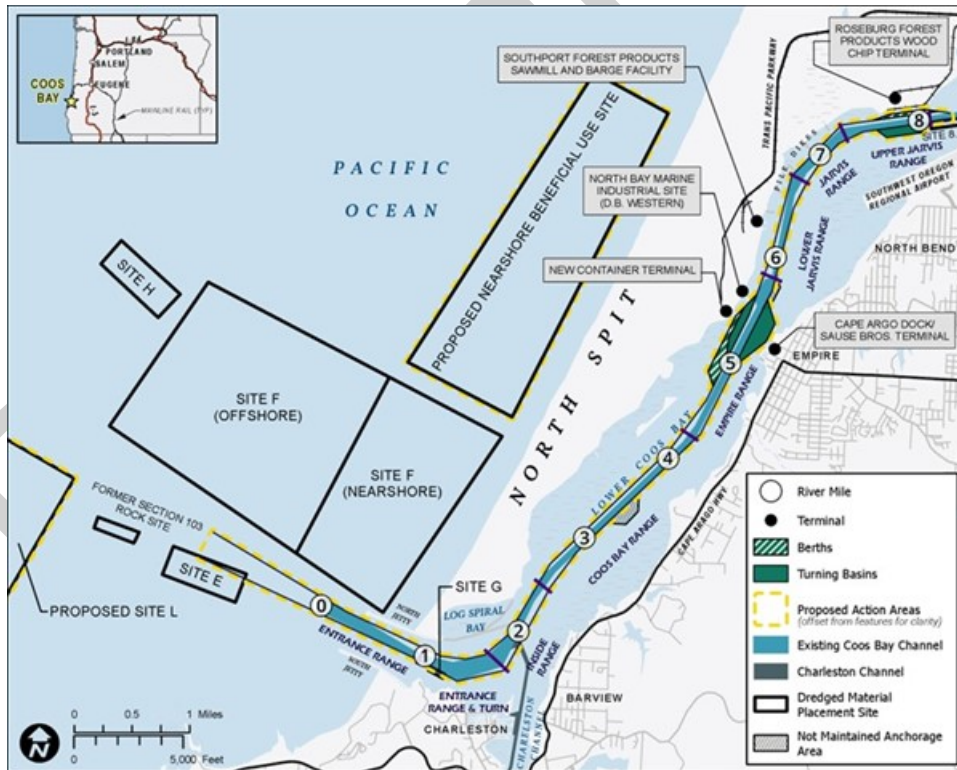 PORTLAND
SALEM
EUGENE
COOS
BAY
MAINLINE RAIL (TYP)
PACIFIC
OCEAN
SITE H
SITE F
(OFFSHORE)
SITE F
(NEARSHORE)
PROPOSED NEARSHORE BENEFICIAL USE SITE
FORMER SECTION 103
ROCK SITE
SITE E
PROPOSED SITE L
NORTH SPIT
SOUTHPORT FOREST PRODUCTS
SAWMILL AND BARGE FACILITY
ROSEBURG FOREST
PRODUCTS WOOD
CHIP TERMINAL
TRANS PACIFIC PARKWAY
NORTH BAY MARINE
INDUSTRIAL SITE
(D.B. WESTERN)
NEW CONTAINER TERMINAL
CAPE ARGO DOCK/
SAUSE BROS. TERMINAL
PILE DIKES
8
SITE 8.
7
UPPER JARVIS
RANGE
JARVIS
RANGE
SOUTHWEST OREGON
REGIONAL AIRPORT
NORTH BEND
6
LOWER
JARVIS RANGE
5
EMPIRE
EMPIRE RANGE
4
LOWER COOS BAY
3
COOS BAY RANGE
CAPE ARAGO HWY
SITE G
LOG SPIRAL
BAY
2
INSIDE
RANGE
0
NORTH
JETTY
ENTRANCE RANGE
1
SOUTH
JETTY
ENTRANCE
RANGE & TURN
BARVIEW
CHARLESTON
CHARELSTON
CHANNEL
0 0.5 1 Miles
0 5,000 Feet
N
River Mile
Terminal
Berths
Turning Basins
Proposed Action Areas
(offset from features for clarity)
Existing Coos Bay Channel
Charleston Channel
Dredged Material
Placement Site
Not Maintained Anchorage
Area